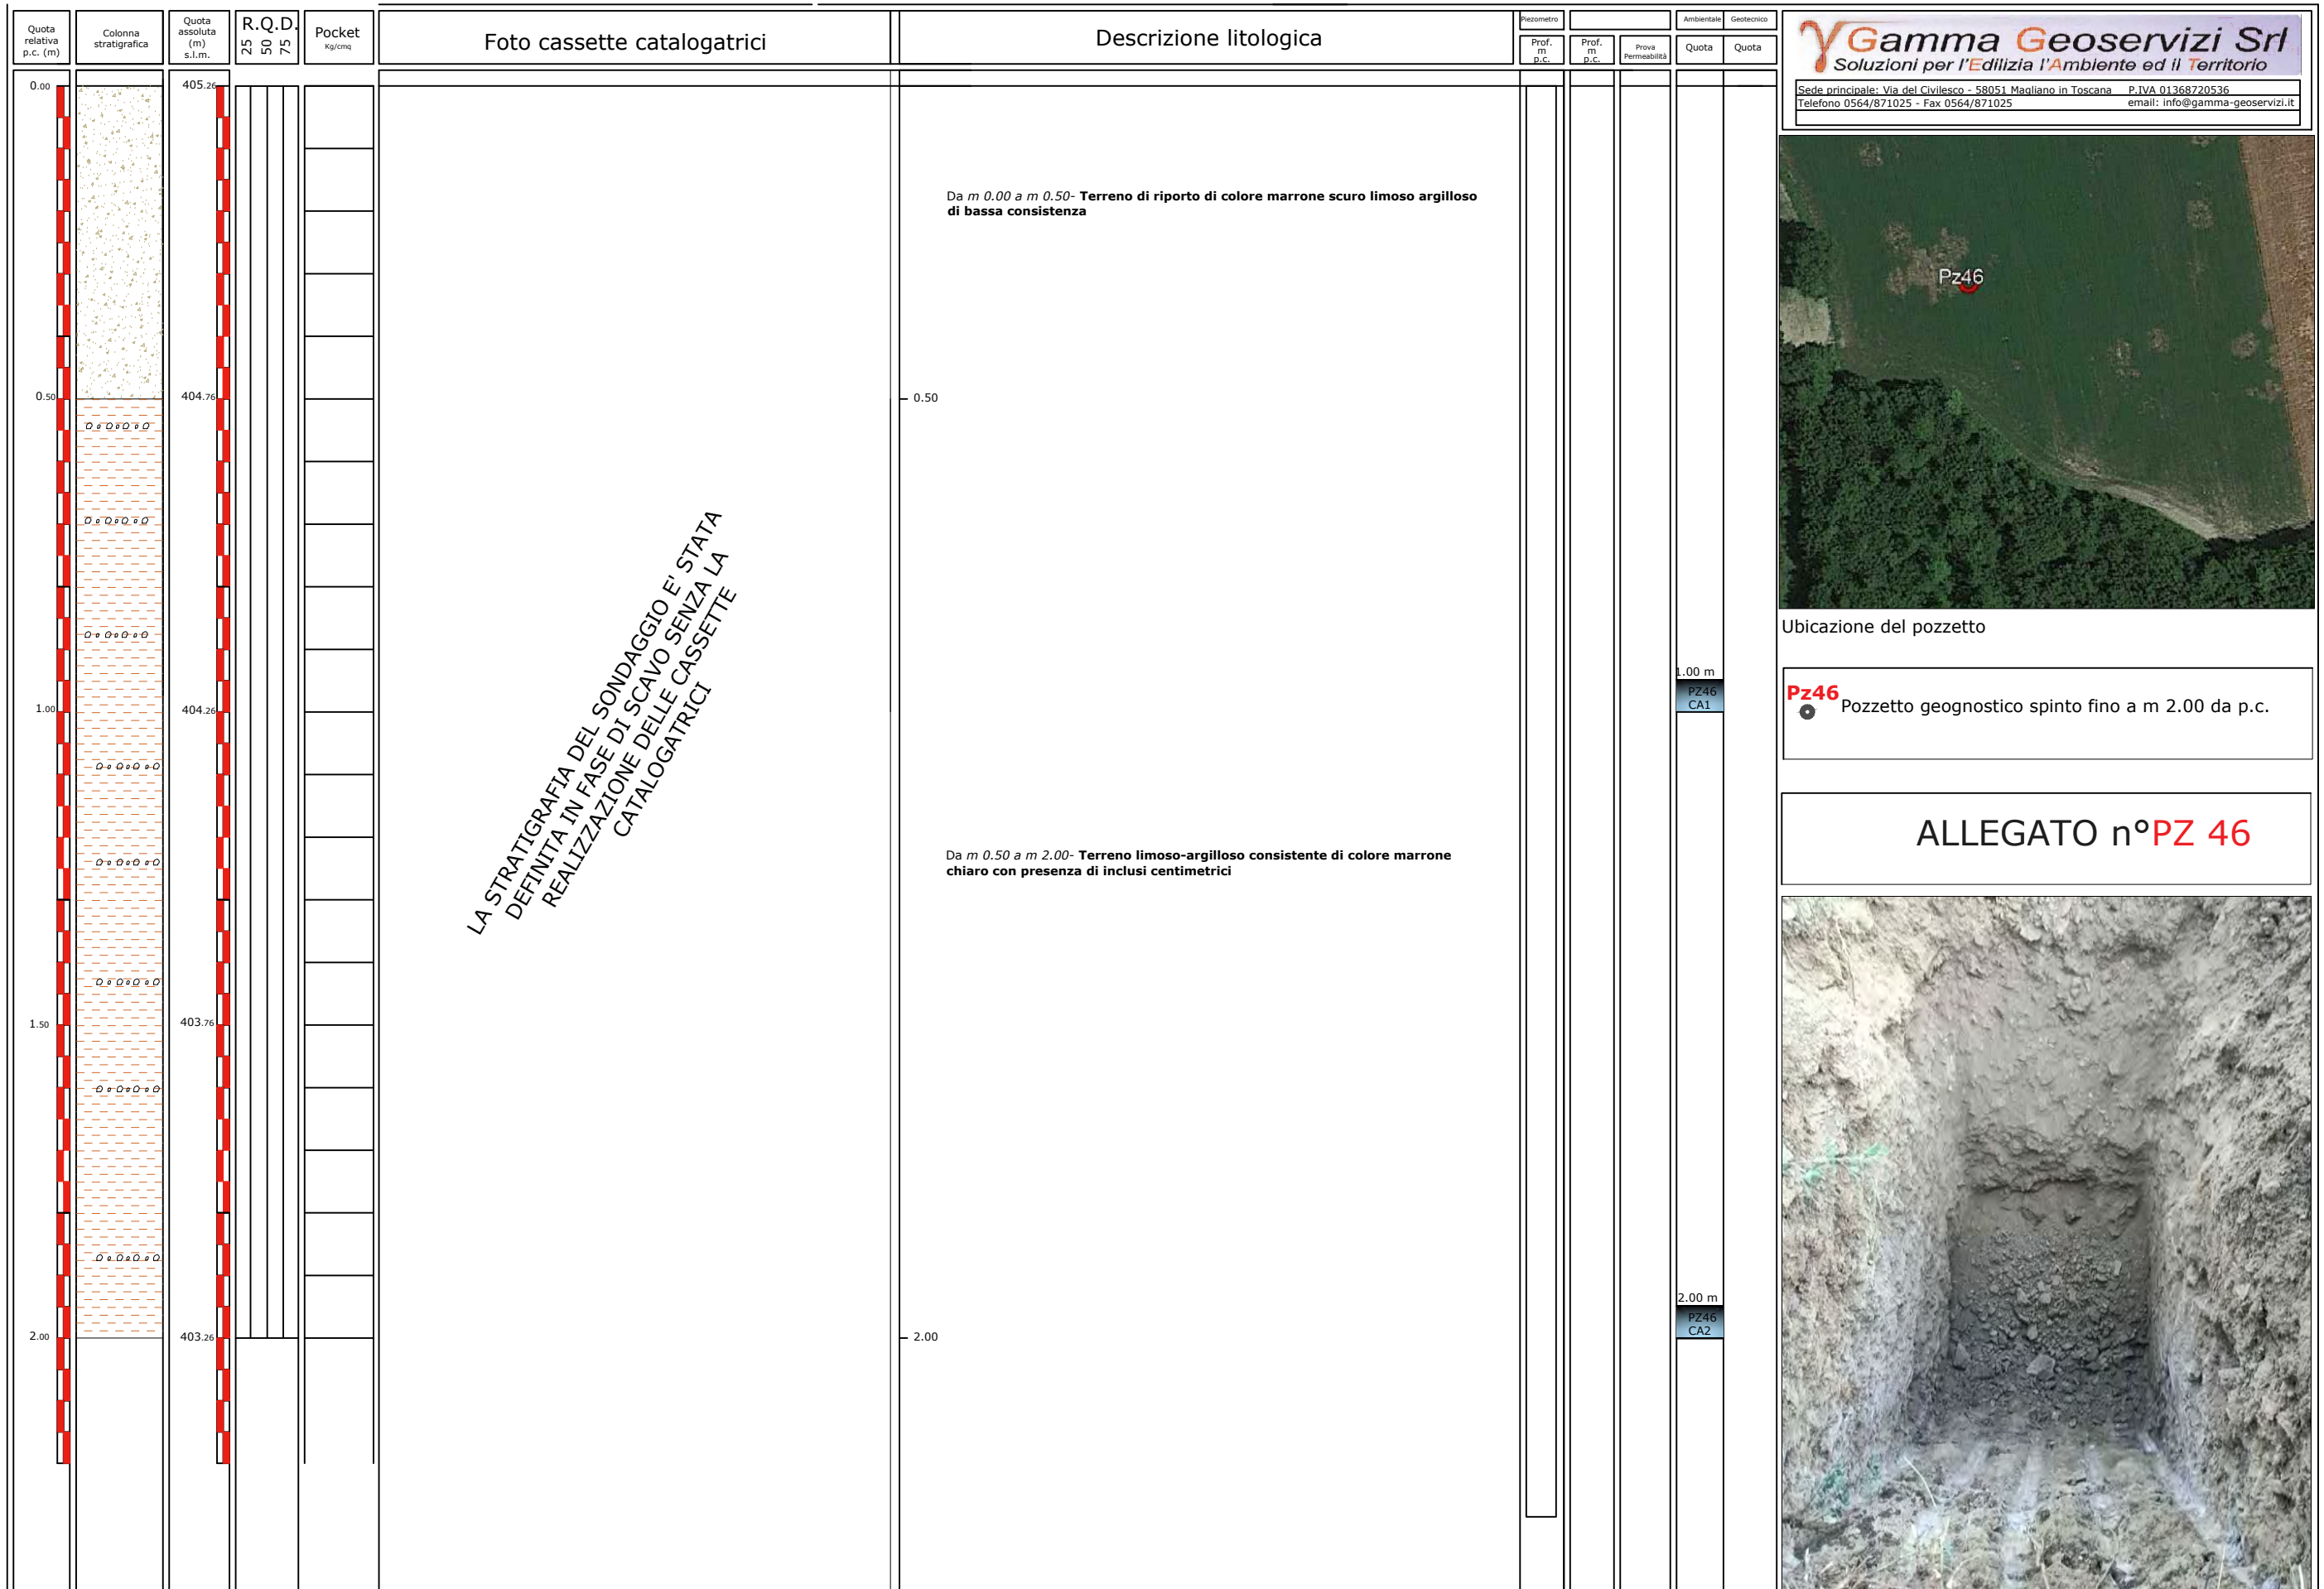 Quota
relativa
p.c. (m)
Colonna
stratigrafica
Quota
assoluta
(m)
s.l.m.
R.Q.D.
25
50
75
Pocket
Kg/cmq
Foto cassette catalogatrici
Descrizione litologica
Piezometro
Prof.
m
p.c.
Prof.
m
p.c.
Prova
Permeabilità
Ambientale
Geotecnico
Quota
Quota
γ Gamma Geoservizi Srl
Soluzioni per l'Edilizia l'Ambiente ed il Territorio
Sede principale: Via del Civilesco - 58051 Magliano in Toscana P.IVA 01368720536
Telefono 0564/871025 - Fax 0564/871025 email: info@gamma-geoservizi.it
0.00
405.26
Da m 0.00 a m 0.50- Terreno di riporto di colore marrone scuro limoso argilloso
di bassa consistenza
Pz46
0.50
404.76
0.50
LA STRATIGRAFIA DEL SONDAGGIO E' STATA
DEFINITA IN FASE DI SCAVO SENZA LA
REALIZZAZIONE DELLE CASSETTE
CATALOGATRICI
Ubicazione del pozzetto
1.00 m
PZ46
CA1
Pz46
Pozzetto geognostico spinto fino a m 2.00 da p.c.
1.00
404.26
ALLEGATO n°PZ 46
Da m 0.50 a m 2.00- Terreno limoso-argilloso consistente di colore marrone
chiaro con presenza di inclusi centimetrici
1.50
403.76
2.00 m
PZ46
CA2
2.00
403.26
2.00